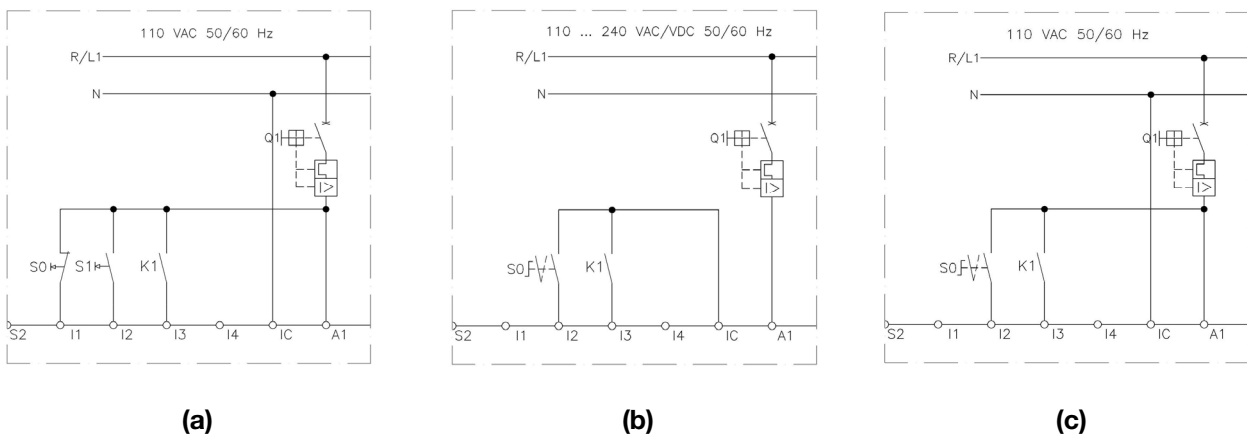 110 VAC 50/60 Hz
R/L1
N
Q1
I>
S0 S1 K1
S2 I1 I2 I3 I4 IC A1
(a)
110 ... 240 VAC/VDC 50/60 Hz
R/L1
N
Q1
I>
S0 K1
S2 I1 I2 I3 I4 IC A1
(b)
110 VAC 50/60 Hz
R/L1
N
Q1
I>
S0 K1
S2 I1 I2 I3 I4 IC A1
(c)